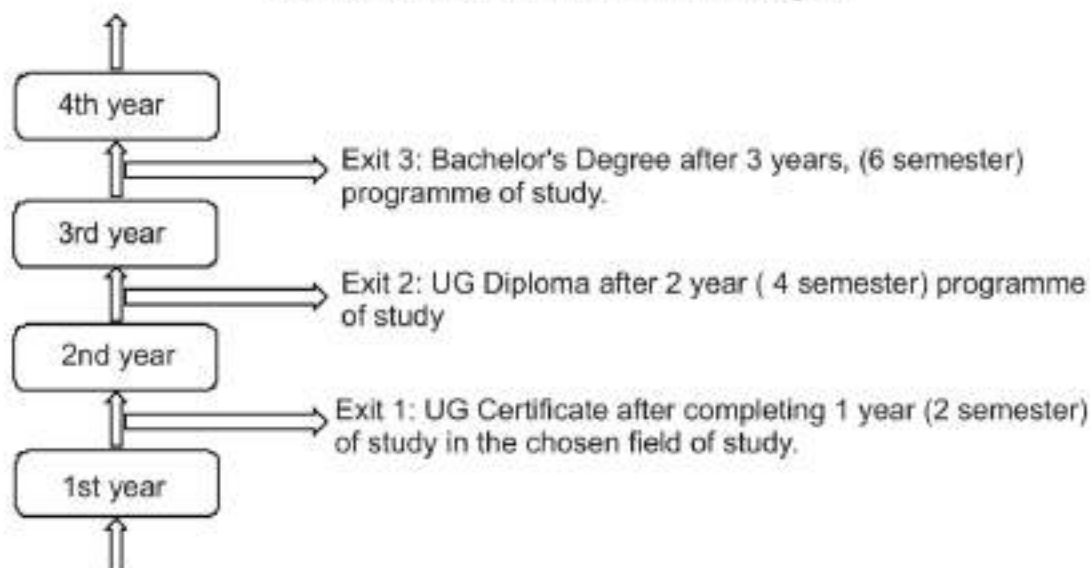 4th year
Exit 3: Bachelor's Degree after 3 years, (6 semester)
programme of study.
3rd year
Exit 2: UG Diploma after 2 year ( 4 semester) programme
of study
2nd year
Exit 1: UG Certificate after completing 1 year (2 semester)
of study in the chosen field of study.
1st year